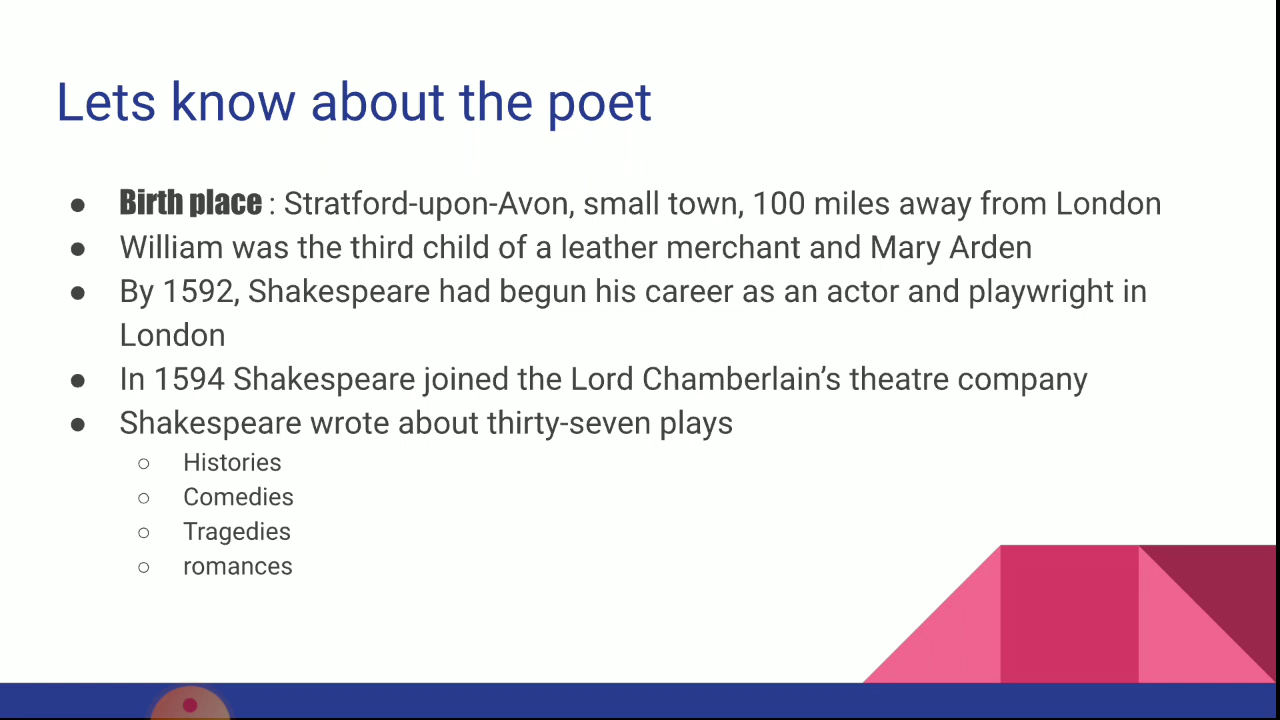 Lets know about the poet
● Birth place : Stratford-upon-Avon, small town, 100 miles away from London
● William was the third child of a leather merchant and Mary Arden
● By 1592, Shakespeare had begun his career as an actor and playwright in
London
● In 1594 Shakespeare joined the Lord Chamberlain’s theatre company
● Shakespeare wrote about thirty-seven plays
○ Histories
○ Comedies
○ Tragedies
○ romances